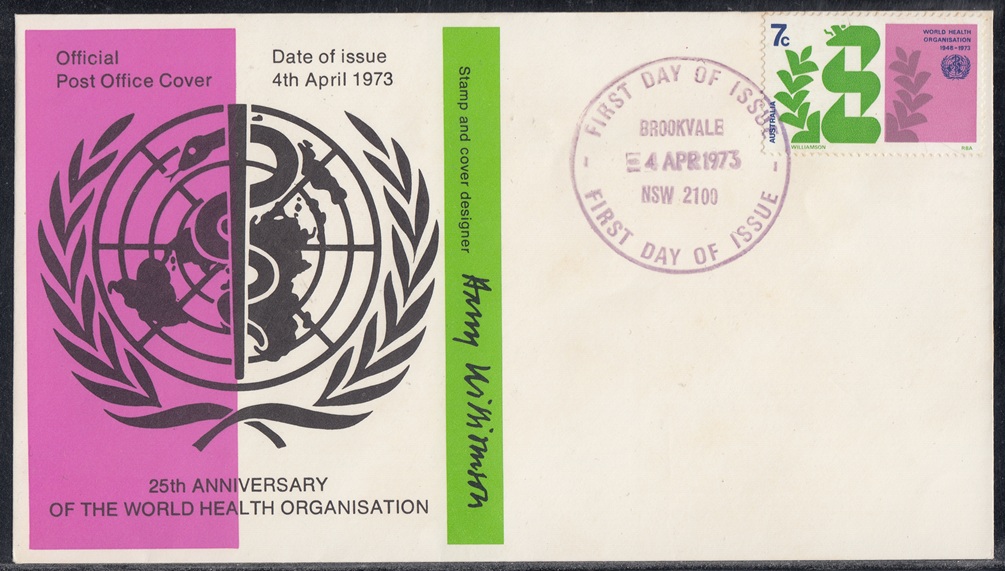 Official
Post Office Cover
Date of issue
4th April 1973
Stamp and cover designer
Harry Williamson
25th ANNIVERSARY
OF THE WORLD HEALTH ORGANISATION
FIRST DAY OF ISSUE
BROOKVALE
4 APR 1973
NSW 2100
FIRST DAY OF ISSUE
7c
WORLD HEALTH
ORGANISATION
1948-1973
AUSTRALIA
WILLIAMSON
RBA